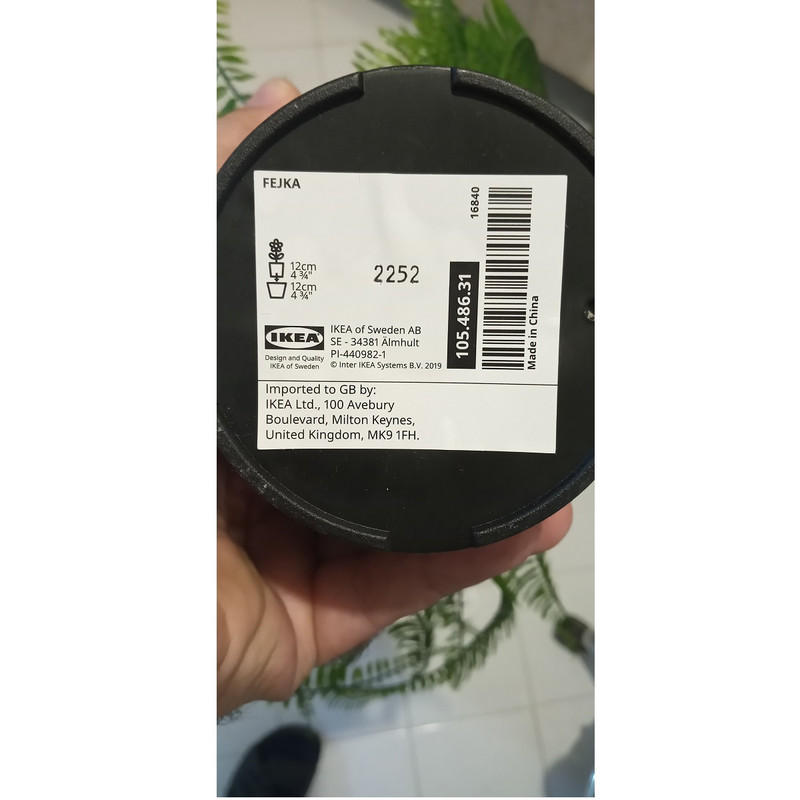 FEJKA
16840
12cm
4 ¾"
12cm
4 ¾"
2252
105.486.31
Made in China
IKEA
Design and Quality
IKEA of Sweden
IKEA of Sweden AB
SE - 34381 Älmhult
PI-440982-1
© Inter IKEA Systems B.V. 2019
Imported to GB by:
IKEA Ltd., 100 Avebury
Boulevard, Milton Keynes,
United Kingdom, MK9 1FH.